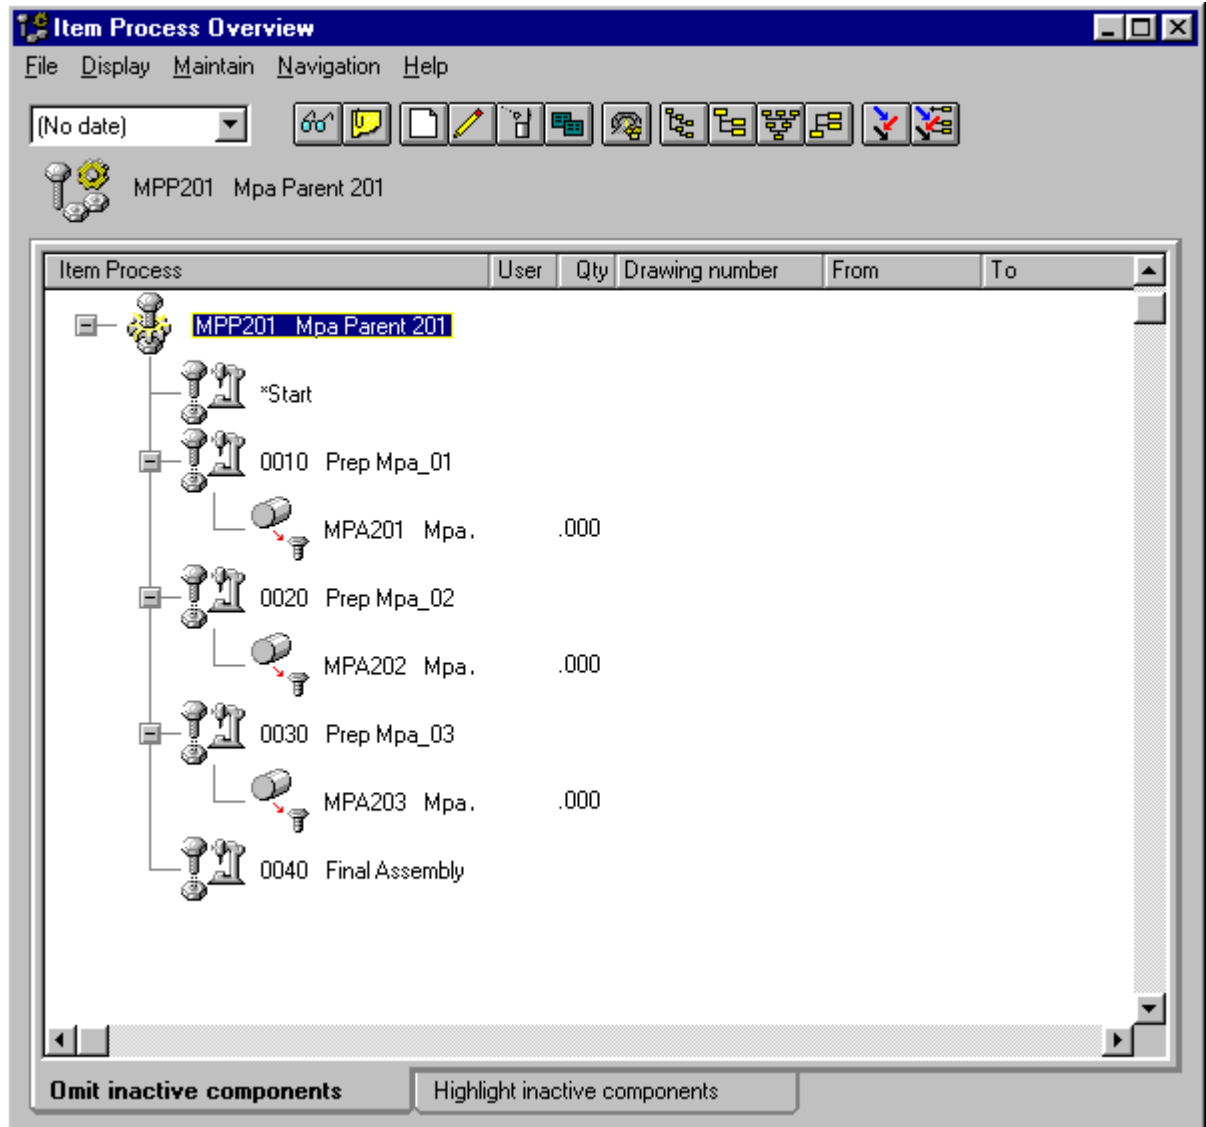 Item Process Overview
File Display Maintain Navigation Help
(No date)
MPP201 Mpa Parent 201
Item Process User Qty Drawing number From To
MPP201 Mpa Parent 201
*Start
0010 Prep Mpa_01
MPA201 Mpa. .000
0020 Prep Mpa_02
MPA202 Mpa. .000
0030 Prep Mpa_03
MPA203 Mpa. .000
0040 Final Assembly
Omit inactive components Highlight inactive components